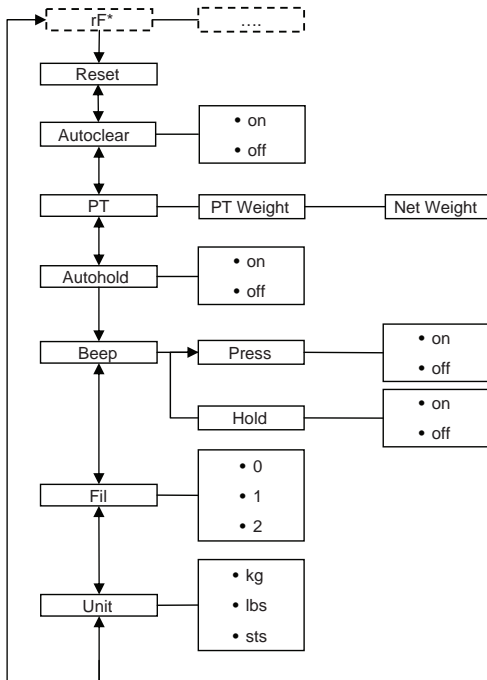 rF*
....
Reset
Autoclear
• on
• off
PT
PT Weight
Net Weight
Autohold
• on
• off
Beep
Press
• on
• off
Hold
• on
• off
Fil
• 0
• 1
• 2
Unit
• kg
• lbs
• sts